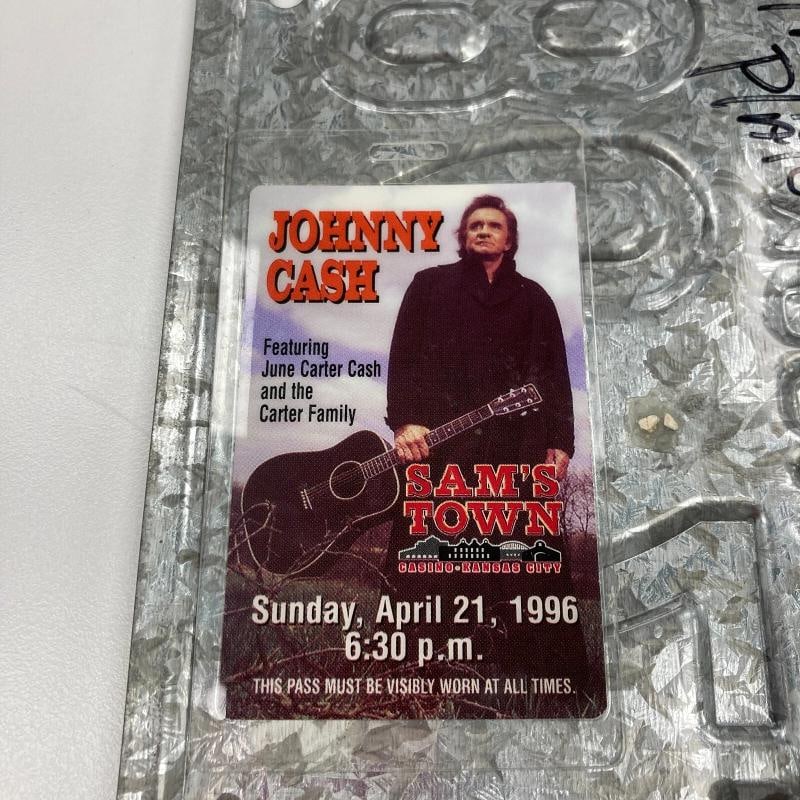 JOHNNY
CASH
Featuring
June Carter Cash
and the
Carter Family
SAM'S
TOWN
CASINO • KANSAS CITY
Sunday, April 21, 1996
6:30 p.m.
THIS PASS MUST BE VISIBLY WORN AT ALL TIMES.